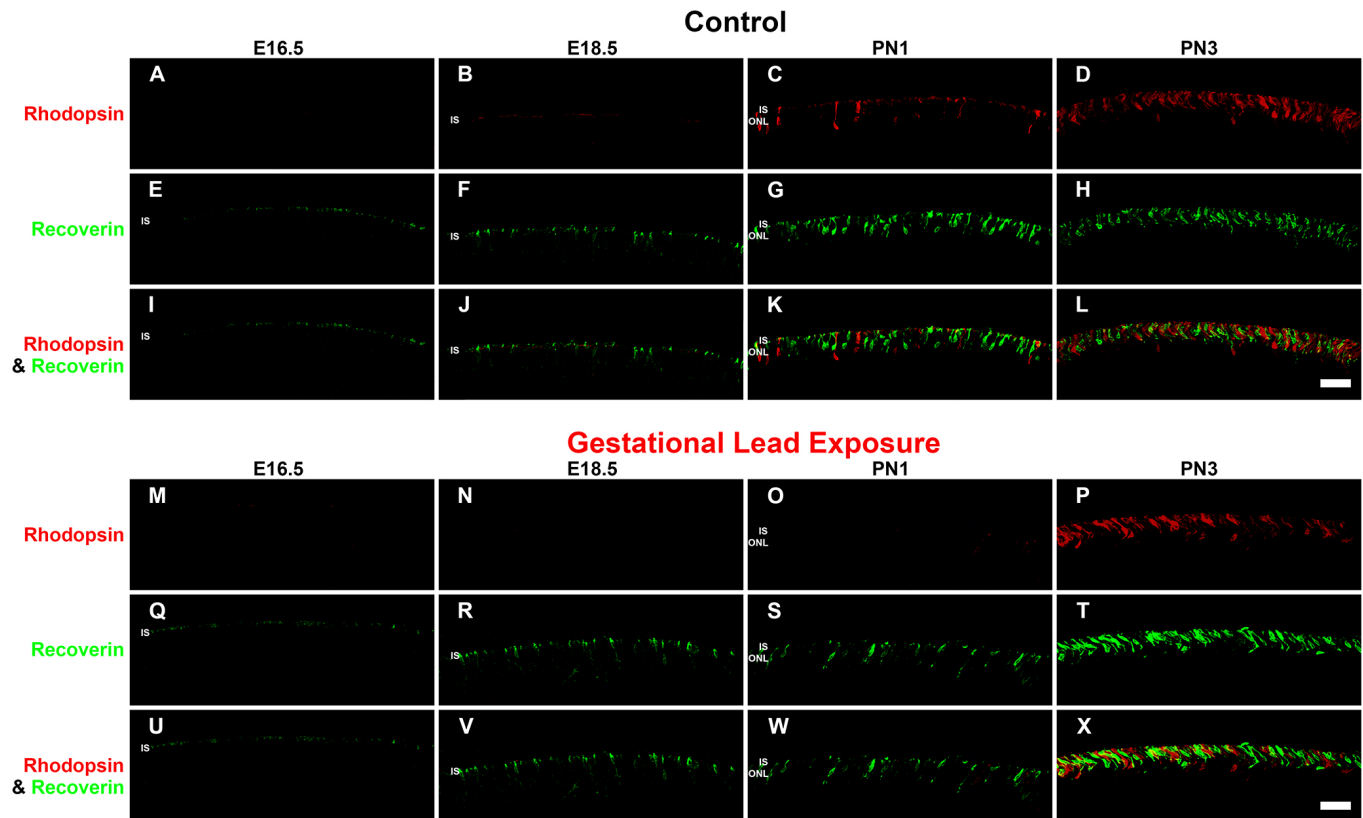 Control
E16.5 E18.5 PN1 PN3
Rhodopsin A B IS C IS ONL D
Recoverin E IS F IS G IS ONL H
Rhodopsin & Recoverin I IS J IS K IS ONL L
Gestational Lead Exposure
E16.5 E18.5 PN1 PN3
Rhodopsin M N O IS ONL P
Recoverin Q IS R IS S IS ONL T
Rhodopsin & Recoverin U IS V IS W IS ONL X